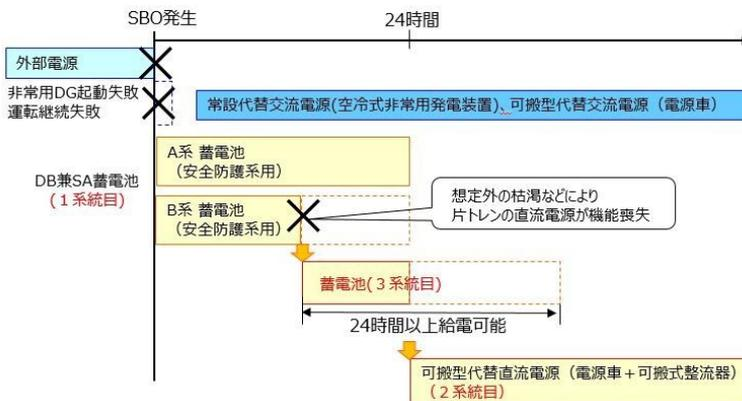 SBO発生
24時間
外部電源
非常用DG起動失敗
運転継続失敗
常設代替交流電源(空冷式非常用発電装置)、可搬型代替交流電源（電源車）
A系 蓄電池
（安全防護系用）
DB兼SA蓄電池
(１系統目)
B系 蓄電池
（安全防護系用）
想定外の枯渇などにより
片トレンの直流電源が機能喪失
蓄電池(３系統目)
24時間以上給電可能
可搬型代替直流電源（電源車＋可搬式整流器）
（２系統目）